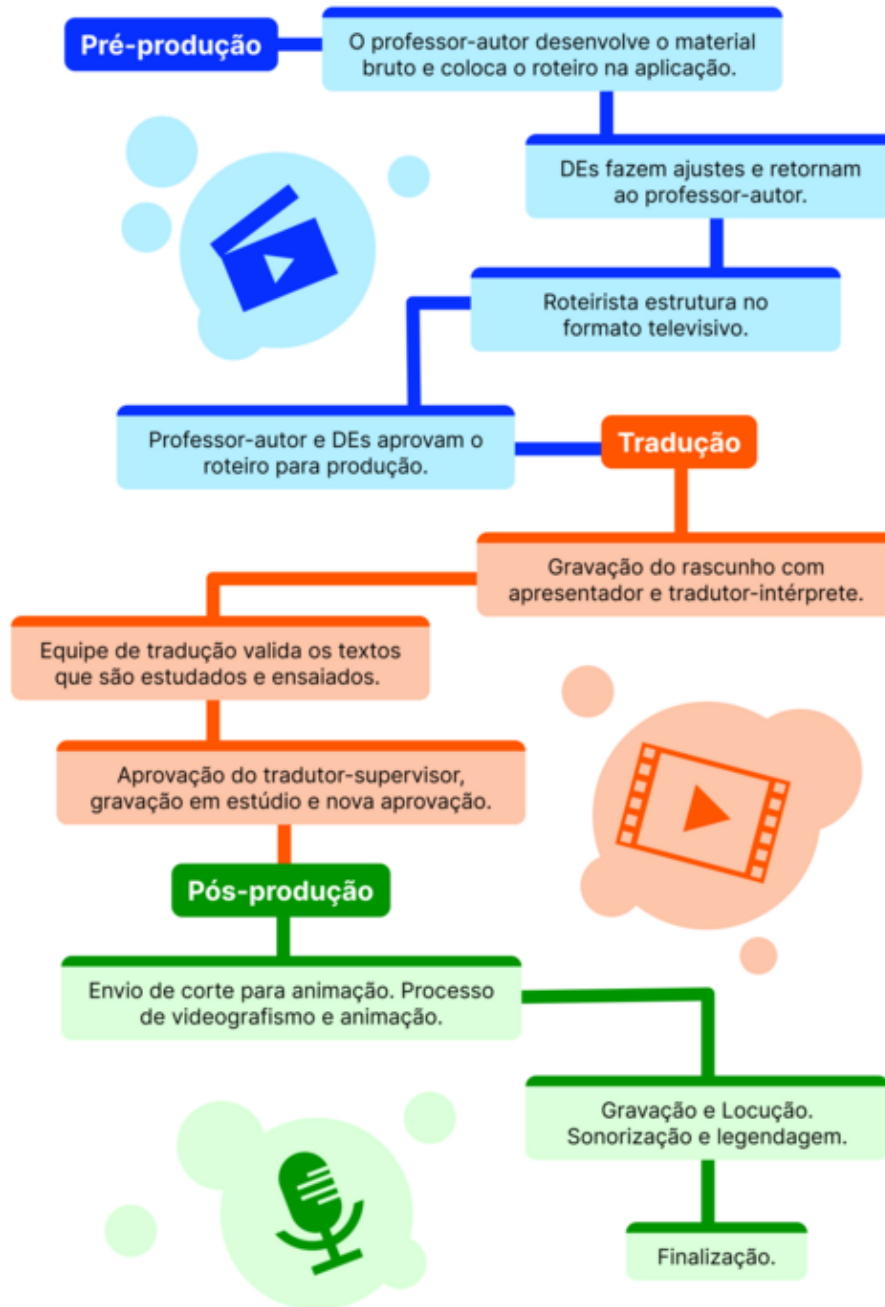 Pré-produção
O professor-autor desenvolve o material
bruto e coloca o roteiro na aplicação.
DEs fazem ajustes e retornam
ao professor-autor.
Roteirista estrutura no
formato televisivo.
Professor-autor e DEs aprovam o
roteiro para produção.
Tradução
Gravação do rascunho com
apresentador e tradutor-intérprete.
Equipe de tradução valida os textos
que são estudados e ensaiados.
Aprovação do tradutor-supervisor,
gravação em estúdio e nova aprovação.
Pós-produção
Envio de corte para animação. Processo
de videografismo e animação.
Gravação e Locução.
Sonorização e legendagem.
Finalização.